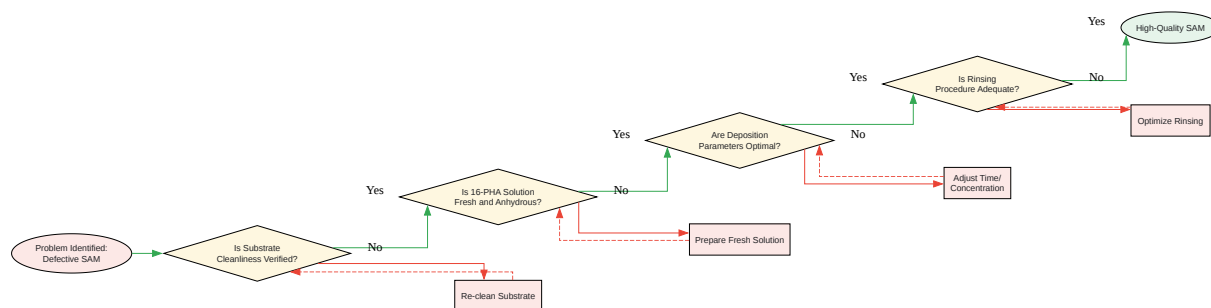 Problem Identified:
Defective SAM
Is Substrate
Cleanliness Verified?
No
Re-clean Substrate
Yes
Is 16-PHA Solution
Fresh and Anhydrous?
No
Prepare Fresh Solution
Yes
Are Deposition
Parameters Optimal?
No
Adjust Time/
Concentration
Yes
Is Rinsing
Procedure Adequate?
No
Optimize Rinsing
Yes
High-Quality SAM